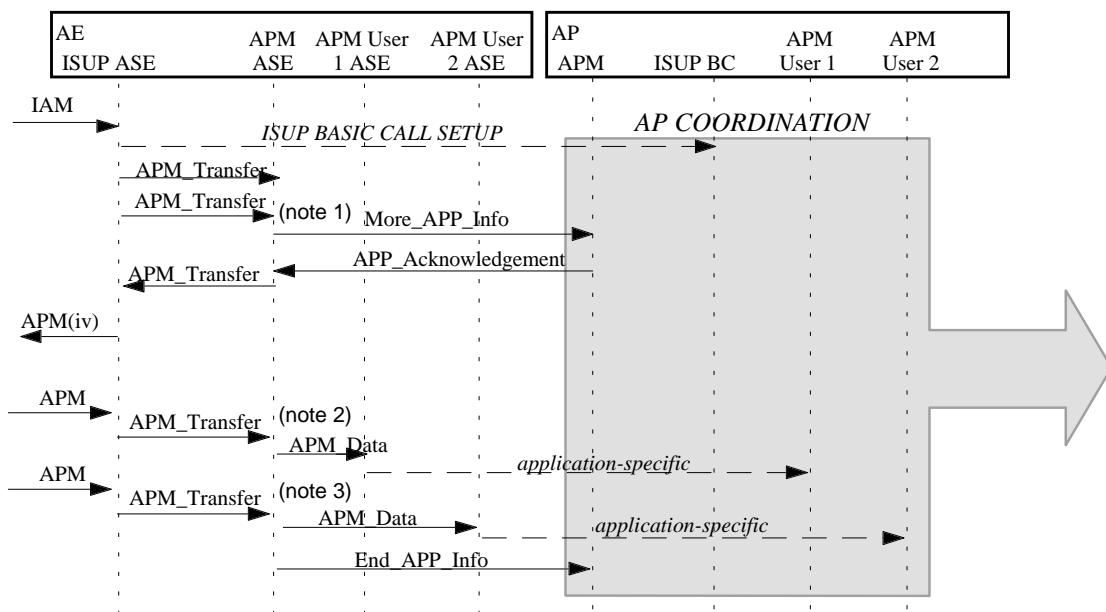 AE
ISUP ASE
APM
ASE
APM User
1 ASE
APM User
2 ASE
AP
APM
ISUP BC
APM
User 1
APM
User 2
IAM
AP COORDINATION
ISUP BASIC CALL SETUP
APM_Transfer
APM_Transfer
(note 1)
More_APP_Info
APP_Acknowledgement
APM_Transfer
APM(iv)
APM
(note 2)
APM_Transfer
APM_Data
application-specific
APM
(note 3)
APM_Transfer
APM_Data
application-specific
End_APP_Info